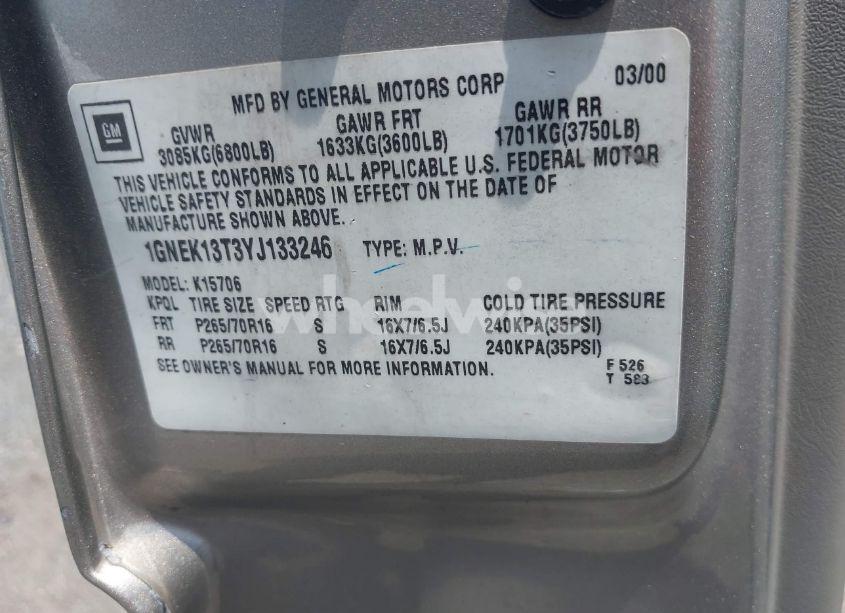 MFD BY GENERAL MOTORS CORP 03/00
GM
GVWR GAWR FRT GAWR RR
3085KG(6800LB) 1633KG(3600LB) 1701KG(3750LB)
THIS VEHICLE CONFORMS TO ALL APPLICABLE U.S. FEDERAL MOTOR
VEHICLE SAFETY STANDARDS IN EFFECT ON THE DATE OF
MANUFACTURE SHOWN ABOVE.
1GNEK13T3YJ133246 TYPE: M.P.V.
MODEL: K15706
KPQL TIRE SIZE SPEED RTG RIM COLD TIRE PRESSURE
FRT P265/70R16 S 16X7/6.5J 240KPA(35PSI)
RR P265/70R16 S 16X7/6.5J 240KPA(35PSI)
SEE OWNER'S MANUAL FOR MORE INFORMATION.
F 526
T 583